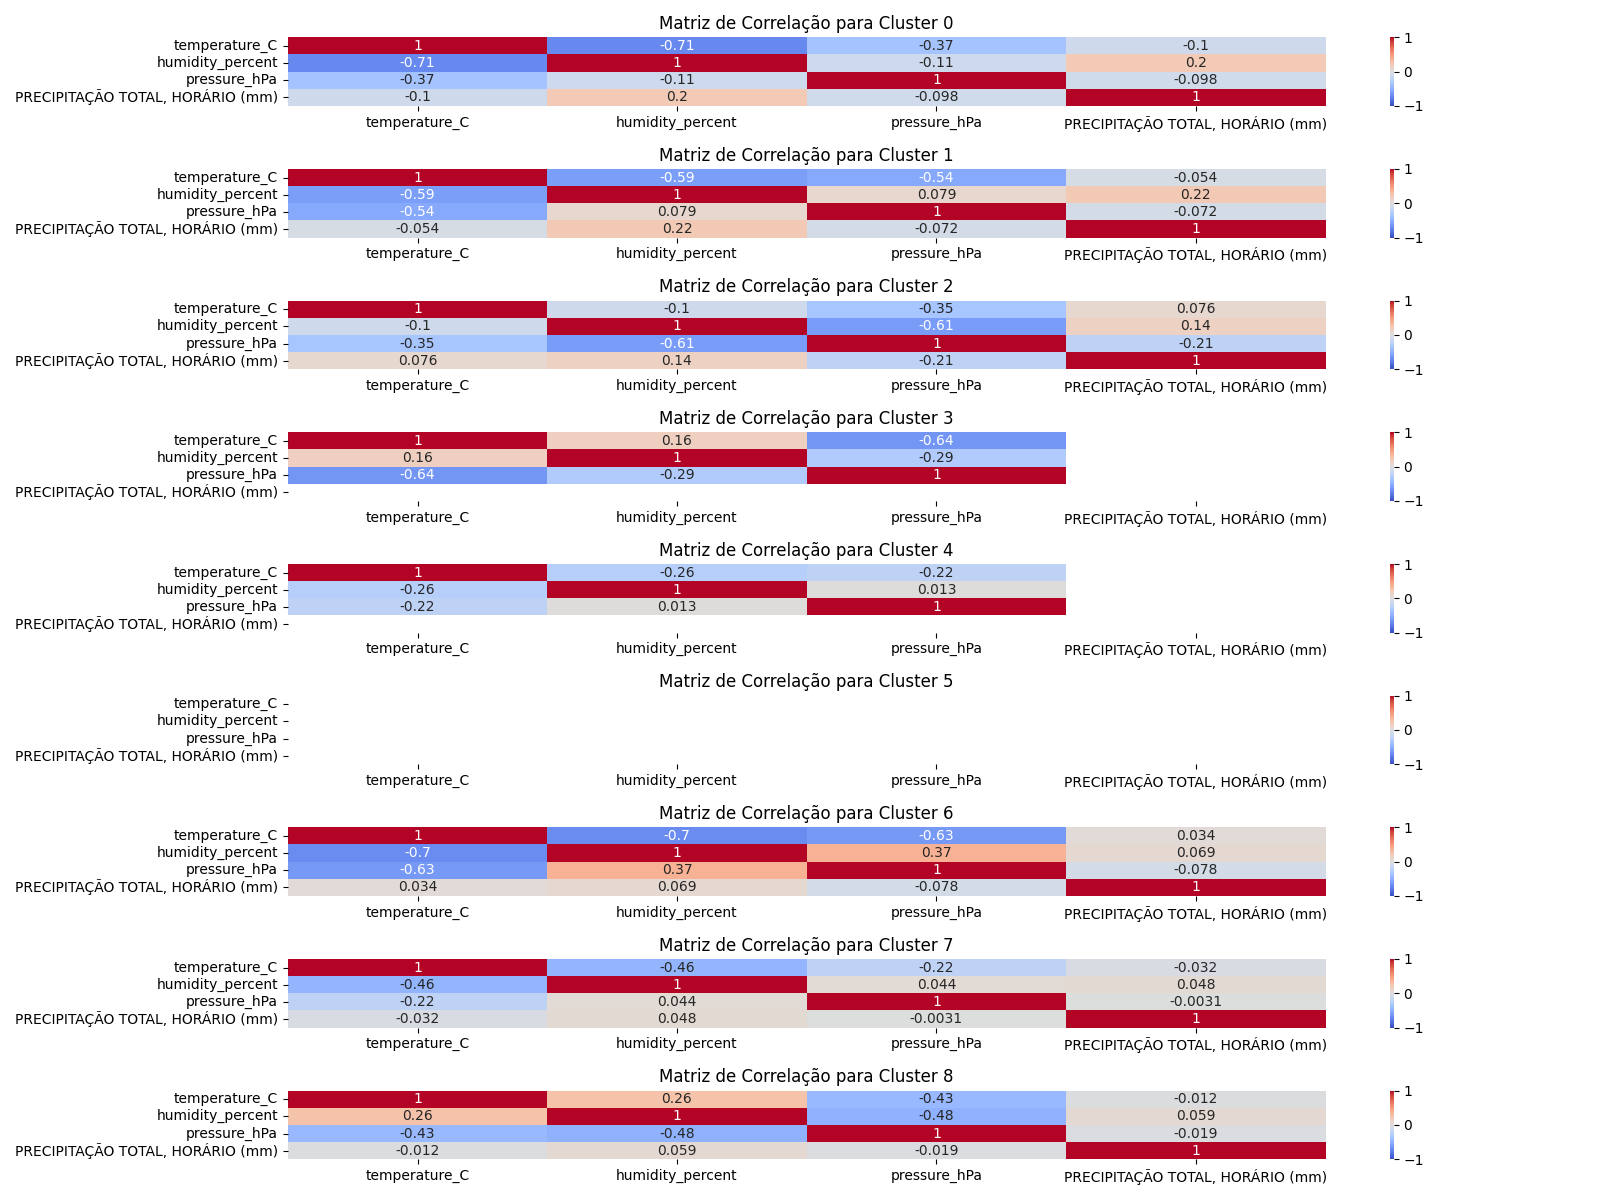 Matriz de Correlação para Cluster 0
temperature_C 1 -0.71 -0.37 -0.1
humidity_percent -0.71 1 -0.11 0.2
pressure_hPa -0.37 -0.11 1 -0.098
PRECIPITAÇÃO TOTAL, HORÁRIO (mm) -0.1 0.2 -0.098 1
temperature_C humidity_percent pressure_hPa PRECIPITAÇÃO TOTAL, HORÁRIO (mm)
1
0
−1
Matriz de Correlação para Cluster 1
temperature_C 1 -0.59 -0.54 -0.054
humidity_percent -0.59 1 0.079 0.22
pressure_hPa -0.54 0.079 1 -0.072
PRECIPITAÇÃO TOTAL, HORÁRIO (mm) -0.054 0.22 -0.072 1
temperature_C humidity_percent pressure_hPa PRECIPITAÇÃO TOTAL, HORÁRIO (mm)
1
0
−1
Matriz de Correlação para Cluster 2
temperature_C 1 -0.1 -0.35 0.076
humidity_percent -0.1 1 -0.61 0.14
pressure_hPa -0.35 -0.61 1 -0.21
PRECIPITAÇÃO TOTAL, HORÁRIO (mm) 0.076 0.14 -0.21 1
temperature_C humidity_percent pressure_hPa PRECIPITAÇÃO TOTAL, HORÁRIO (mm)
1
0
−1
Matriz de Correlação para Cluster 3
temperature_C 1 0.16 -0.64
humidity_percent 0.16 1 -0.29
pressure_hPa -0.64 -0.29 1
PRECIPITAÇÃO TOTAL, HORÁRIO (mm)
temperature_C humidity_percent pressure_hPa PRECIPITAÇÃO TOTAL, HORÁRIO (mm)
1
0
−1
Matriz de Correlação para Cluster 4
temperature_C 1 -0.26 -0.22
humidity_percent -0.26 1 0.013
pressure_hPa -0.22 0.013 1
PRECIPITAÇÃO TOTAL, HORÁRIO (mm)
temperature_C humidity_percent pressure_hPa PRECIPITAÇÃO TOTAL, HORÁRIO (mm)
1
0
−1
Matriz de Correlação para Cluster 5
temperature_C
humidity_percent
pressure_hPa
PRECIPITAÇÃO TOTAL, HORÁRIO (mm)
temperature_C humidity_percent pressure_hPa PRECIPITAÇÃO TOTAL, HORÁRIO (mm)
1
0
−1
Matriz de Correlação para Cluster 6
temperature_C 1 -0.7 -0.63 0.034
humidity_percent -0.7 1 0.37 0.069
pressure_hPa -0.63 0.37 1 -0.078
PRECIPITAÇÃO TOTAL, HORÁRIO (mm) 0.034 0.069 -0.078 1
temperature_C humidity_percent pressure_hPa PRECIPITAÇÃO TOTAL, HORÁRIO (mm)
1
0
−1
Matriz de Correlação para Cluster 7
temperature_C 1 -0.46 -0.22 -0.032
humidity_percent -0.46 1 0.044 0.048
pressure_hPa -0.22 0.044 1 -0.0031
PRECIPITAÇÃO TOTAL, HORÁRIO (mm) -0.032 0.048 -0.0031 1
temperature_C humidity_percent pressure_hPa PRECIPITAÇÃO TOTAL, HORÁRIO (mm)
1
0
−1
Matriz de Correlação para Cluster 8
temperature_C 1 0.26 -0.43 -0.012
humidity_percent 0.26 1 -0.48 0.059
pressure_hPa -0.43 -0.48 1 -0.019
PRECIPITAÇÃO TOTAL, HORÁRIO (mm) -0.012 0.059 -0.019 1
temperature_C humidity_percent pressure_hPa PRECIPITAÇÃO TOTAL, HORÁRIO (mm)
1
0
−1